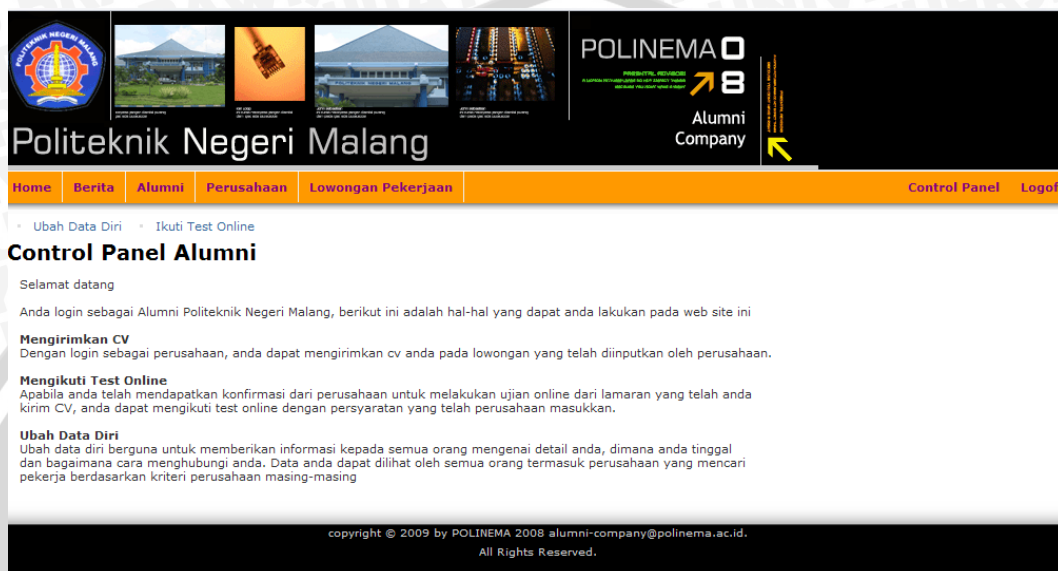 POLITEKNIK NEGERI MALANG
POLINEMA 0
8
Alumni
Company
Politeknik Negeri Malang
Home Berita Alumni Perusahaan Lowongan Pekerjaan Control Panel Logof
Ubah Data Diri Ikuti Test Online
Control Panel Alumni
Selamat datang
Anda login sebagai Alumni Politeknik Negeri Malang, berikut ini adalah hal-hal yang dapat anda lakukan pada web site ini
Mengirimkan CV
Dengan login sebagai perusahaan, anda dapat mengirimkan cv anda pada lowongan yang telah diinputkan oleh perusahaan.
Mengikuti Test Online
Apabila anda telah mendapatkan konfirmasi dari perusahaan untuk melakukan ujian online dari lamaran yang telah anda
kirim CV, anda dapat mengikuti test online dengan persyaratan yang telah perusahaan masukkan.
Ubah Data Diri
Ubah data diri berguna untuk memberikan informasi kepada semua orang mengenai detail anda, dimana anda tinggal
dan bagaimana cara menghubungi anda. Data anda dapat dilihat oleh semua orang termasuk perusahaan yang mencari
pekerja berdasarkan kriteri perusahaan masing-masing
copyright © 2009 by POLINEMA 2008 alumni-company@polinema.ac.id.
All Rights Reserved.